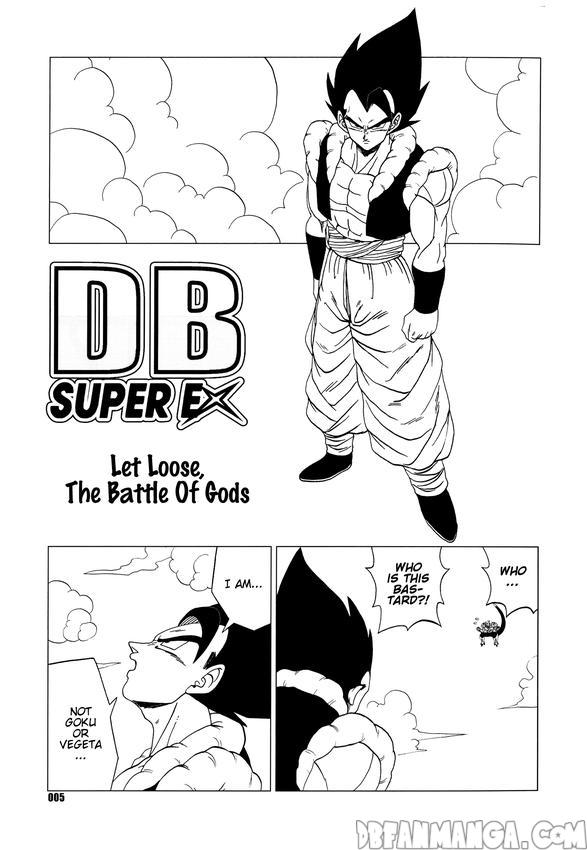 DB
SUPER EX
Let Loose,
The Battle Of Gods
WHO
...
WHO
IS THIS
BAS-
TARD?!
I AM...
NOT
GOKU
OR
VEGETA
...
005
DBFANMANGA.COM